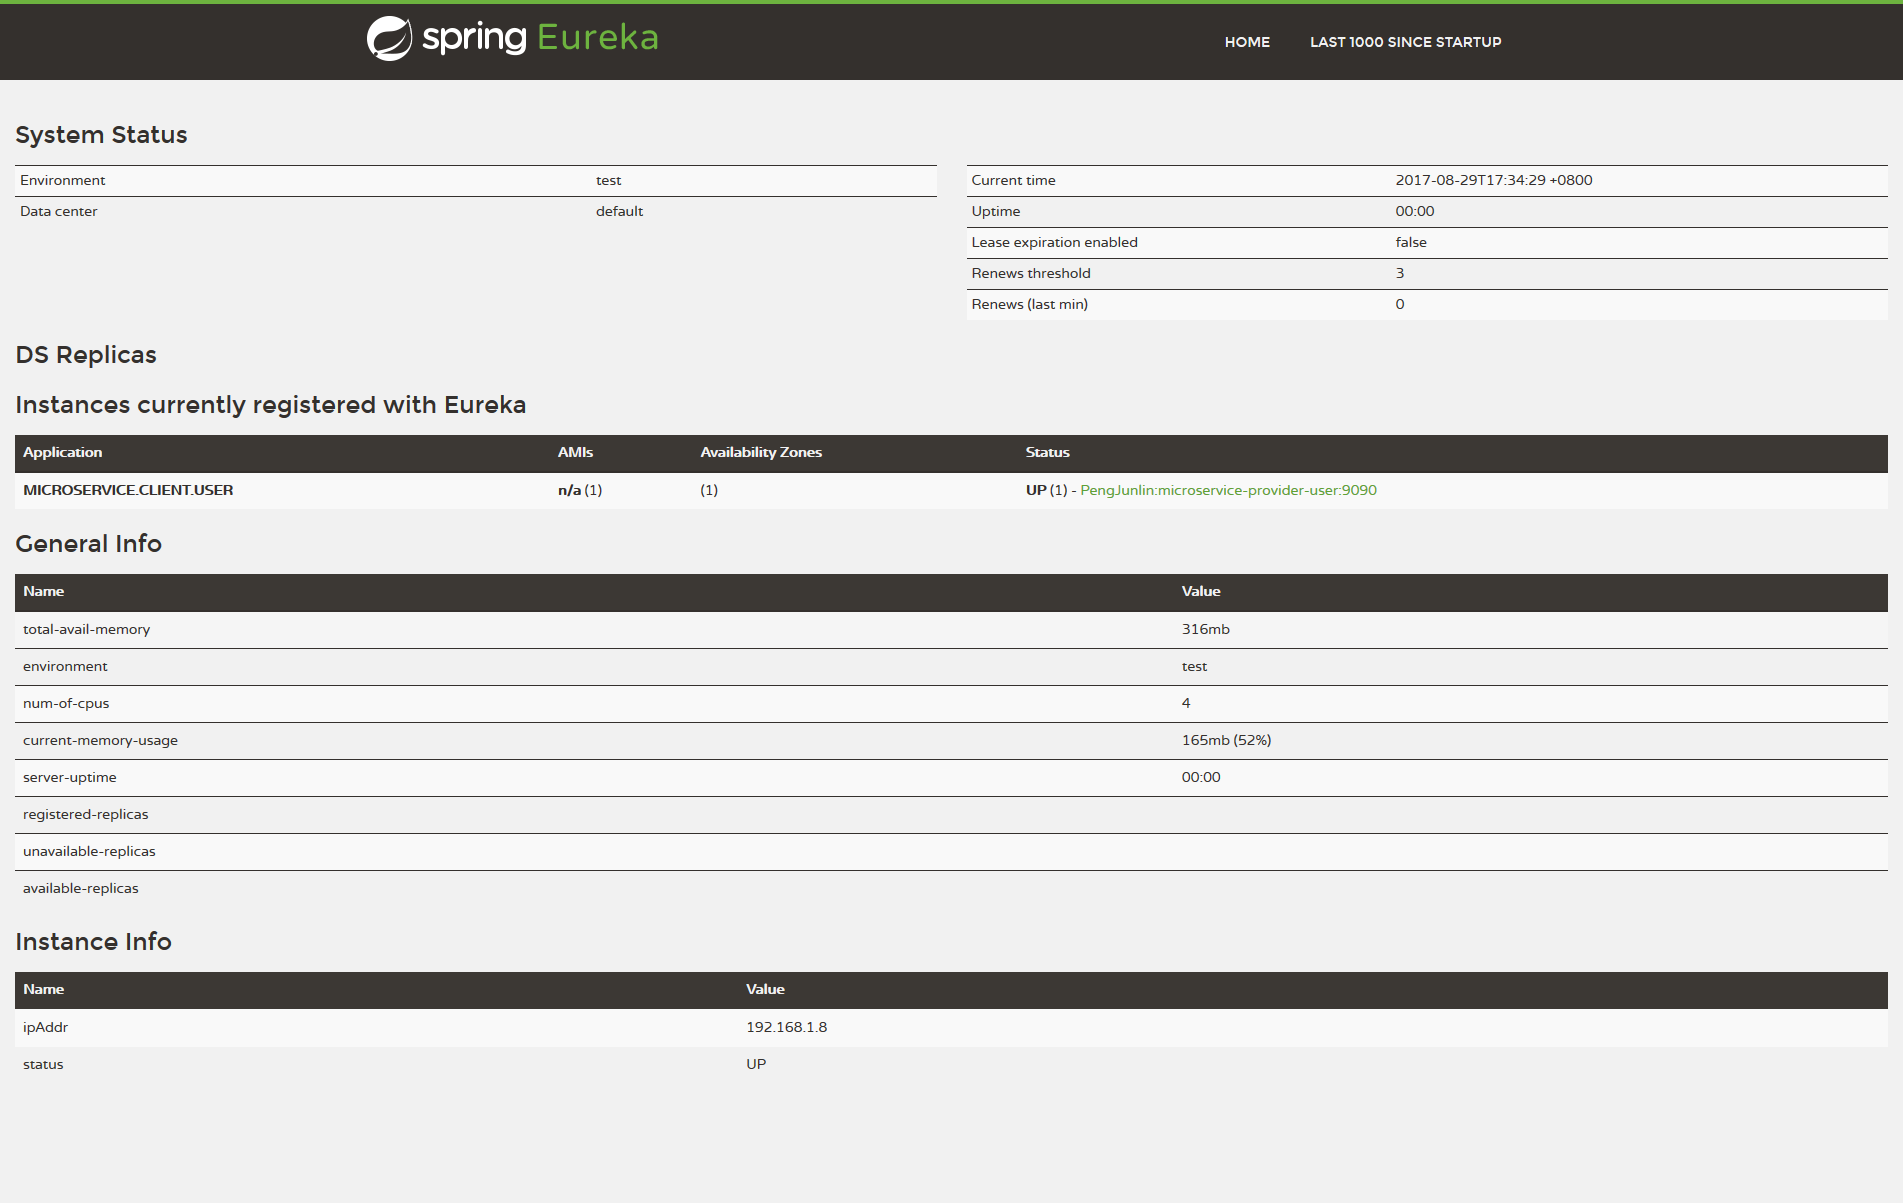 spring Eureka
HOME LAST 1000 SINCE STARTUP
System Status
Environment test
Data center default
Current time 2017-08-29T17:34:29 +0800
Uptime 00:00
Lease expiration enabled false
Renews threshold 3
Renews (last min) 0
DS Replicas
Instances currently registered with Eureka
Application AMIs Availability Zones Status
MICROSERVICE.CLIENT.USER n/a (1) (1) UP (1) - PengJunlin:microservice-provider-user:9090
General Info
Name Value
total-avail-memory 316mb
environment test
num-of-cpus 4
current-memory-usage 165mb (52%)
server-uptime 00:00
registered-replicas
unavailable-replicas
available-replicas
Instance Info
Name Value
ipAddr 192.168.1.8
status UP